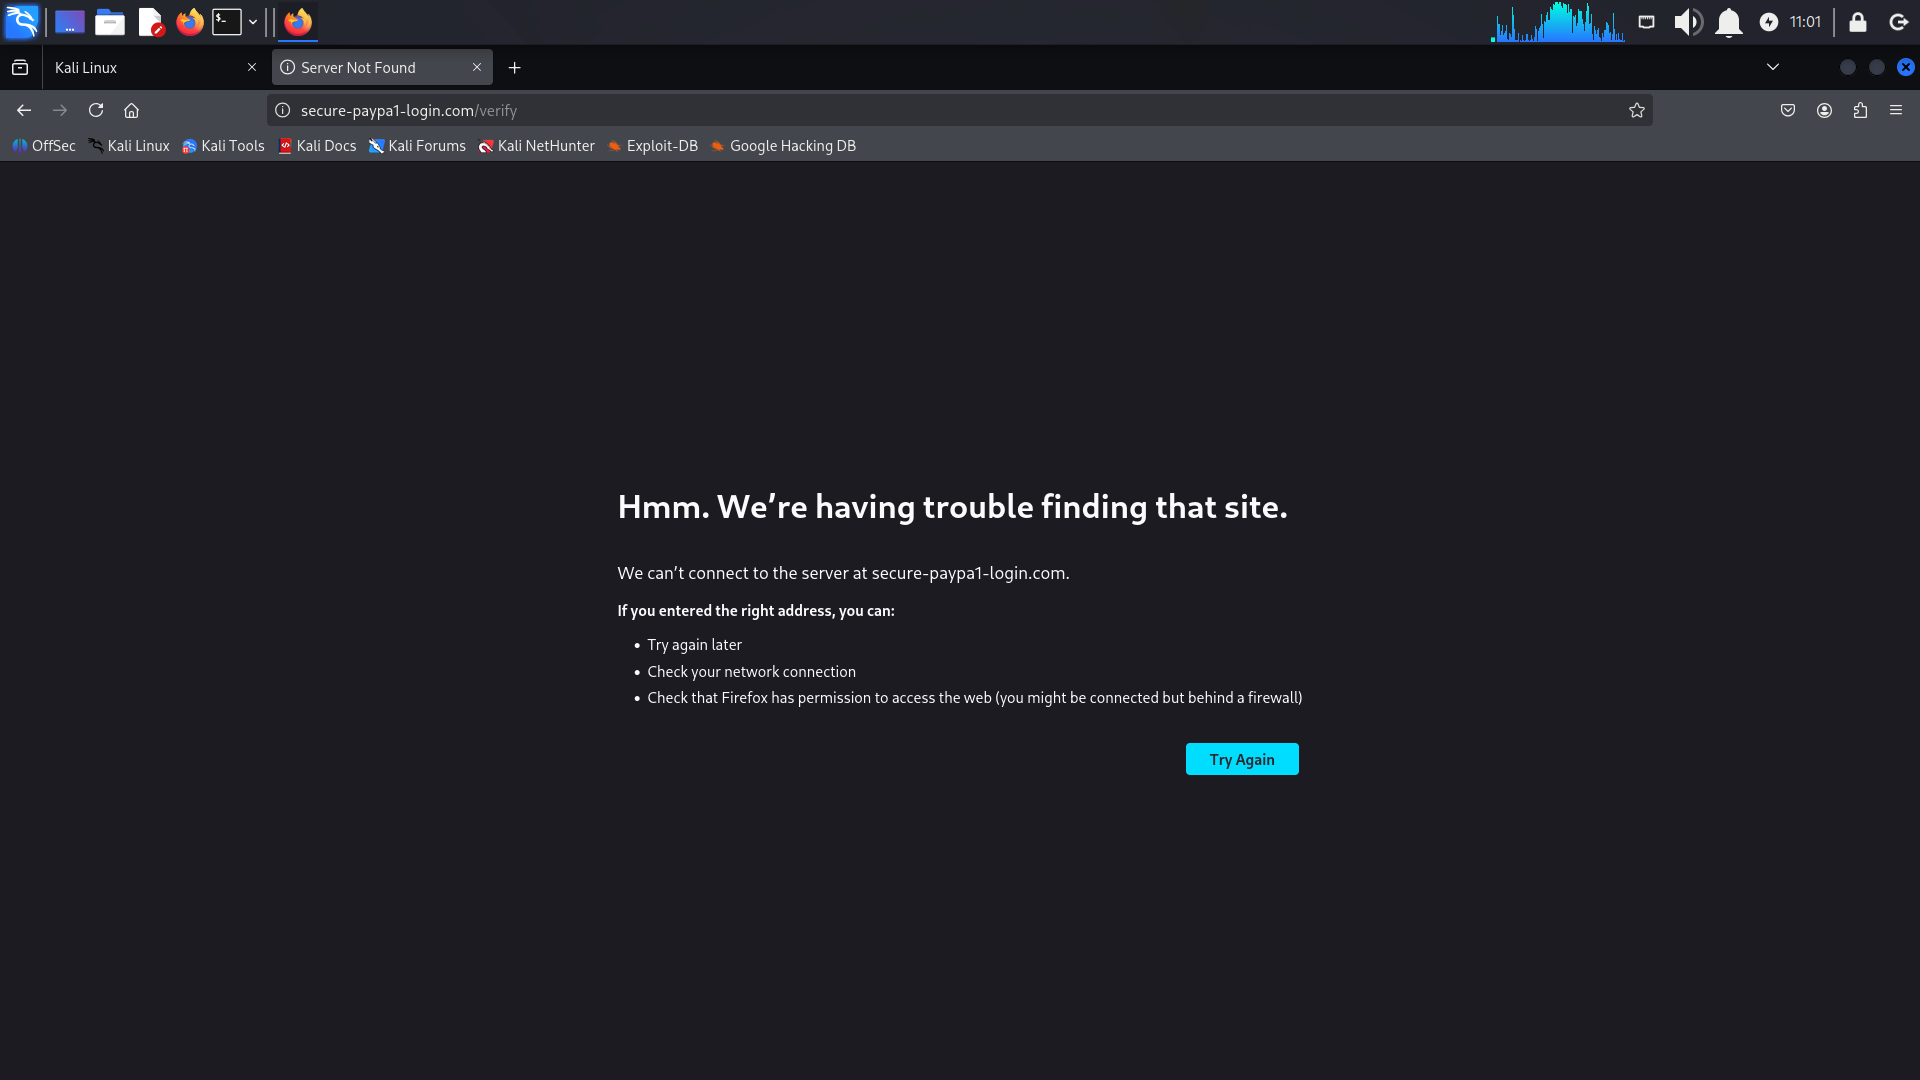 11:01
Kali Linux
Server Not Found
secure-paypa1-login.com/verify
OffSec Kali Linux Kali Tools Kali Docs Kali Forums Kali NetHunter Exploit-DB Google Hacking DB
Hmm. We’re having trouble finding that site.
We can’t connect to the server at secure-paypa1-login.com.
If you entered the right address, you can:
• Try again later
• Check your network connection
• Check that Firefox has permission to access the web (you might be connected but behind a firewall)
Try Again